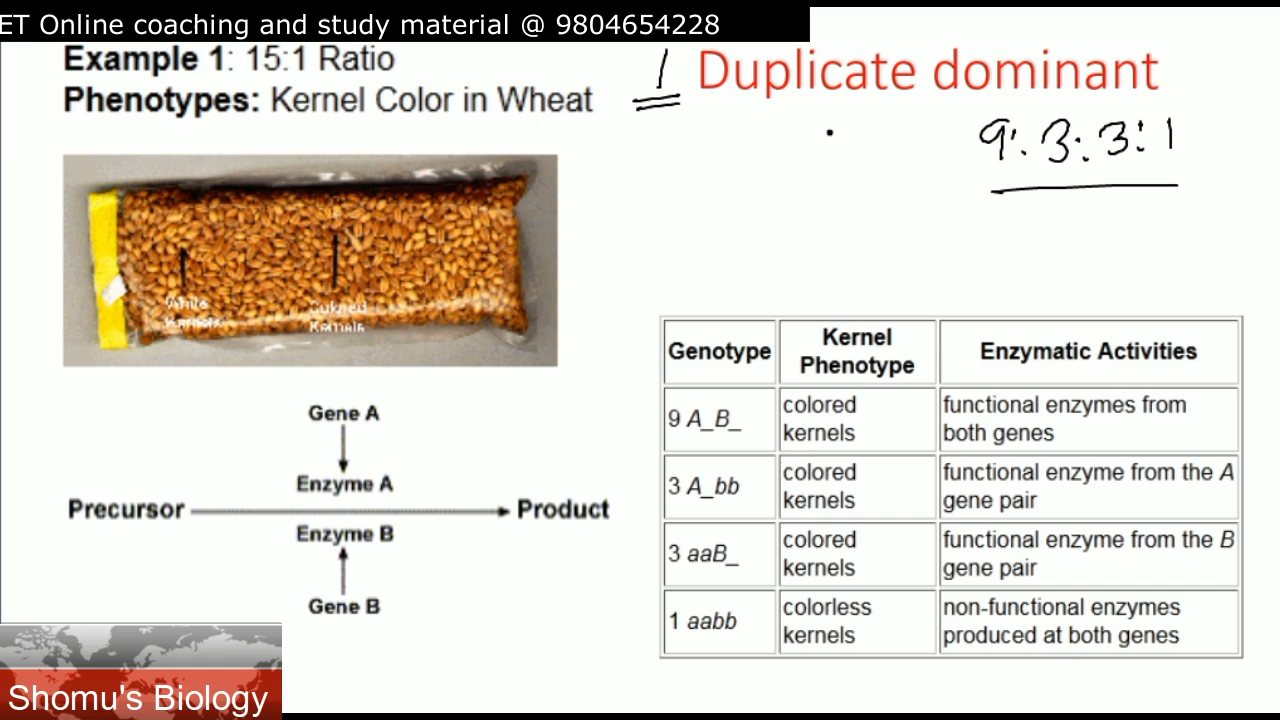 ET Online coaching and study material @ 9804654228
Example 1: 15:1 Ratio
Phenotypes: Kernel Color in Wheat
1 Duplicate dominant
9:3:3:1
White
Kernels
Kernels
Gene A
Enzyme A
Precursor
Product
Enzyme B
Gene B
Genotype
Kernel
Phenotype
Enzymatic Activities
9 A_B_
colored
kernels
functional enzymes from
both genes
3 A_bb
colored
kernels
functional enzyme from the A
gene pair
3 aaB_
colored
kernels
functional enzyme from the B
gene pair
1 aabb
colorless
kernels
non-functional enzymes
produced at both genes
Shomu's Biology